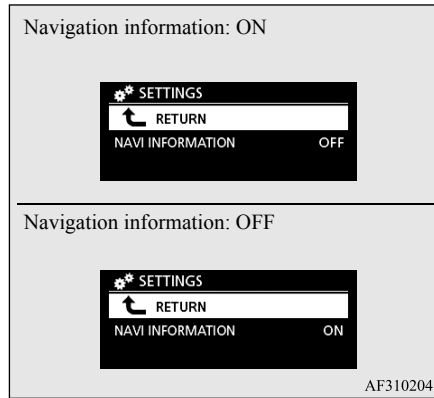 Navigation information: ON
SETTINGS
RETURN
NAVI INFORMATION OFF
Navigation information: OFF
SETTINGS
RETURN
NAVI INFORMATION ON
AF310204